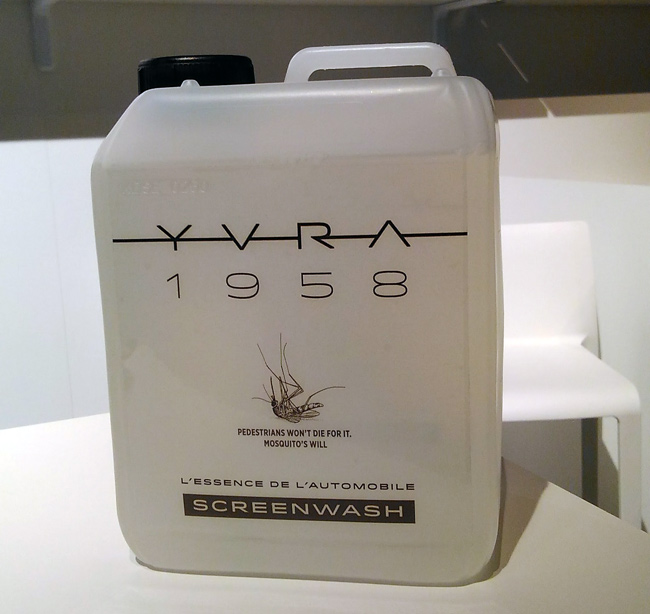 YVRA
1958
PEDESTRIANS WON'T DIE FOR IT.
MOSQUITO'S WILL
L'ESSENCE DE L'AUTOMOBILE
SCREENWASH